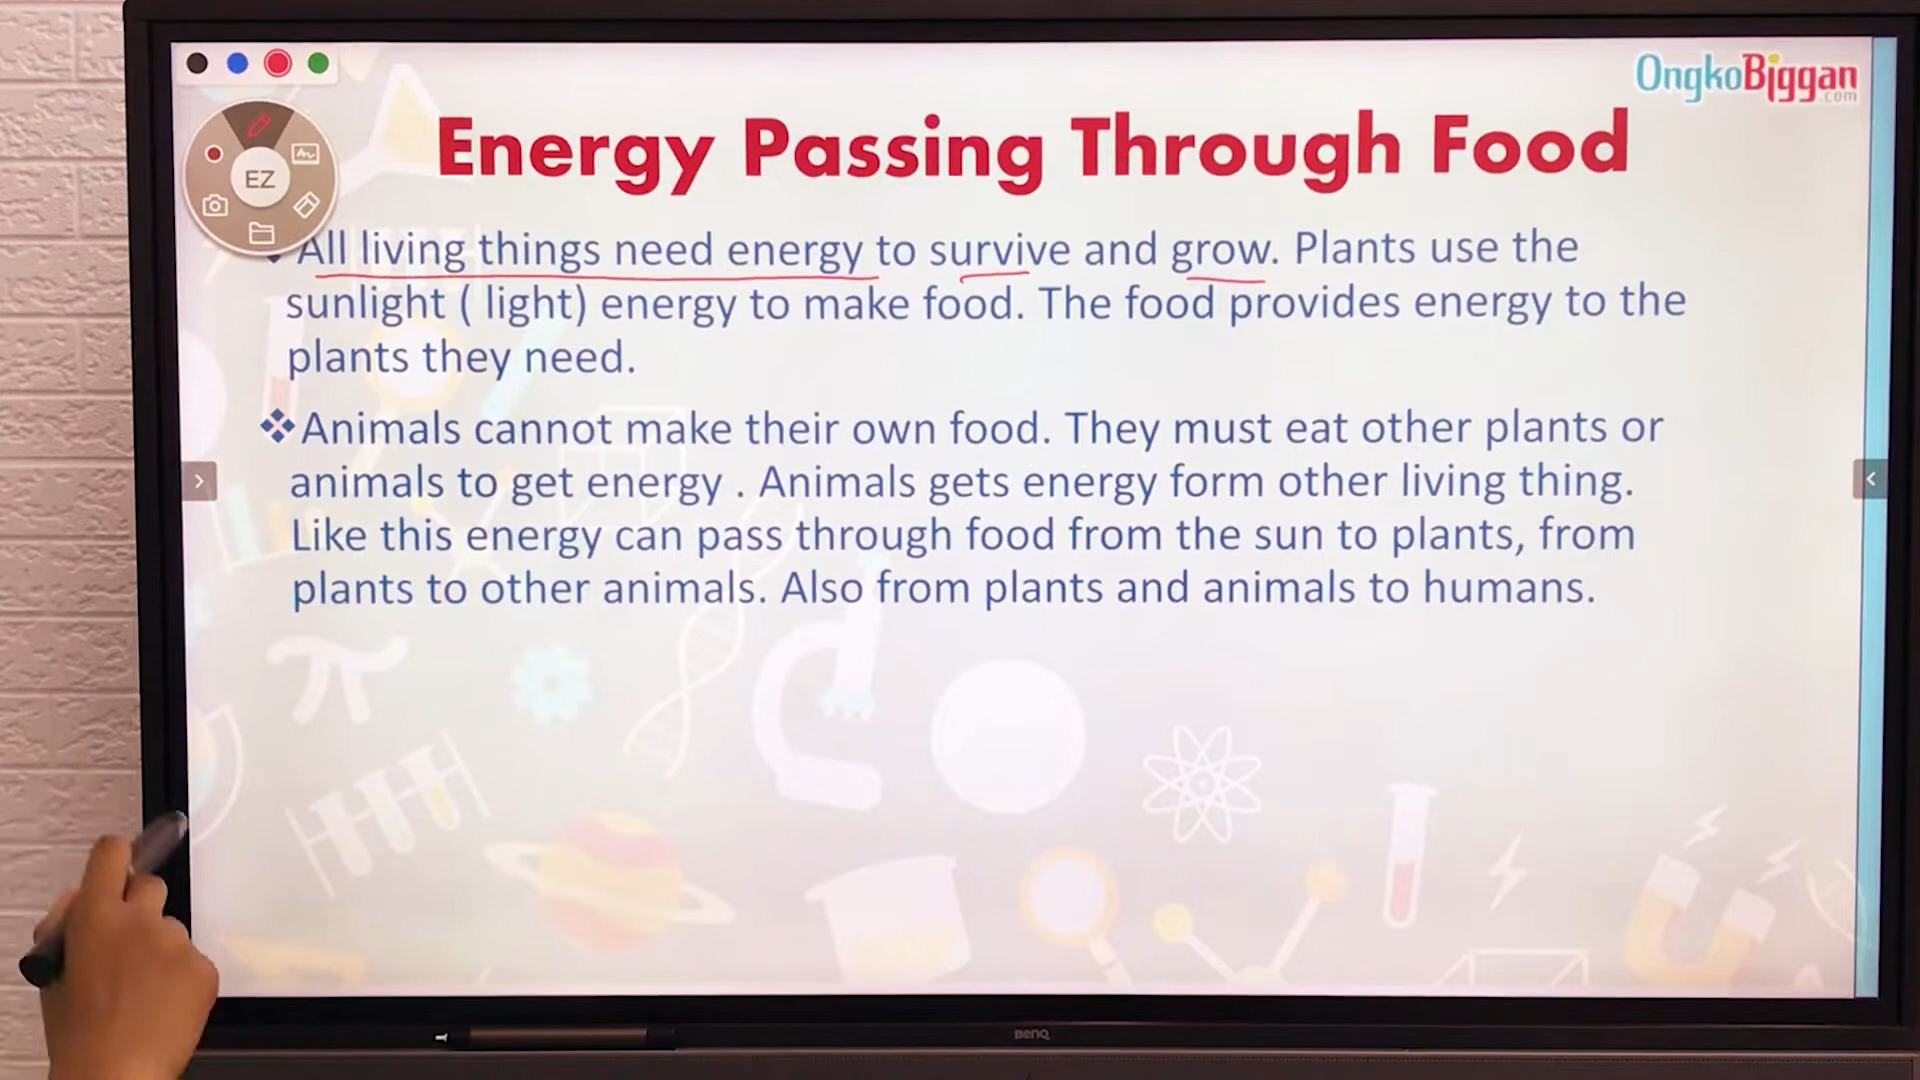 OngkoBiggan
.com
Energy Passing Through Food
EZ
All living things need energy to survive and grow. Plants use the
sunlight ( light) energy to make food. The food provides energy to the
plants they need.
Animals cannot make their own food. They must eat other plants or
animals to get energy . Animals gets energy form other living thing.
Like this energy can pass through food from the sun to plants, from
plants to other animals. Also from plants and animals to humans.
BenQ